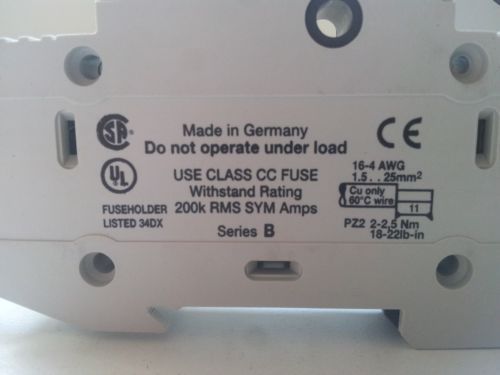 SA
Made in Germany
CE
Do not operate under load
UL
USE CLASS CC FUSE
Withstand Rating
FUSEHOLDER 200k RMS SYM Amps
LISTED 34DX
Series B
16-4 AWG
1.5 . . 25mm²
Cu only
60°C wire
11
PZ2 2-2,5 Nm
18-22lb-in